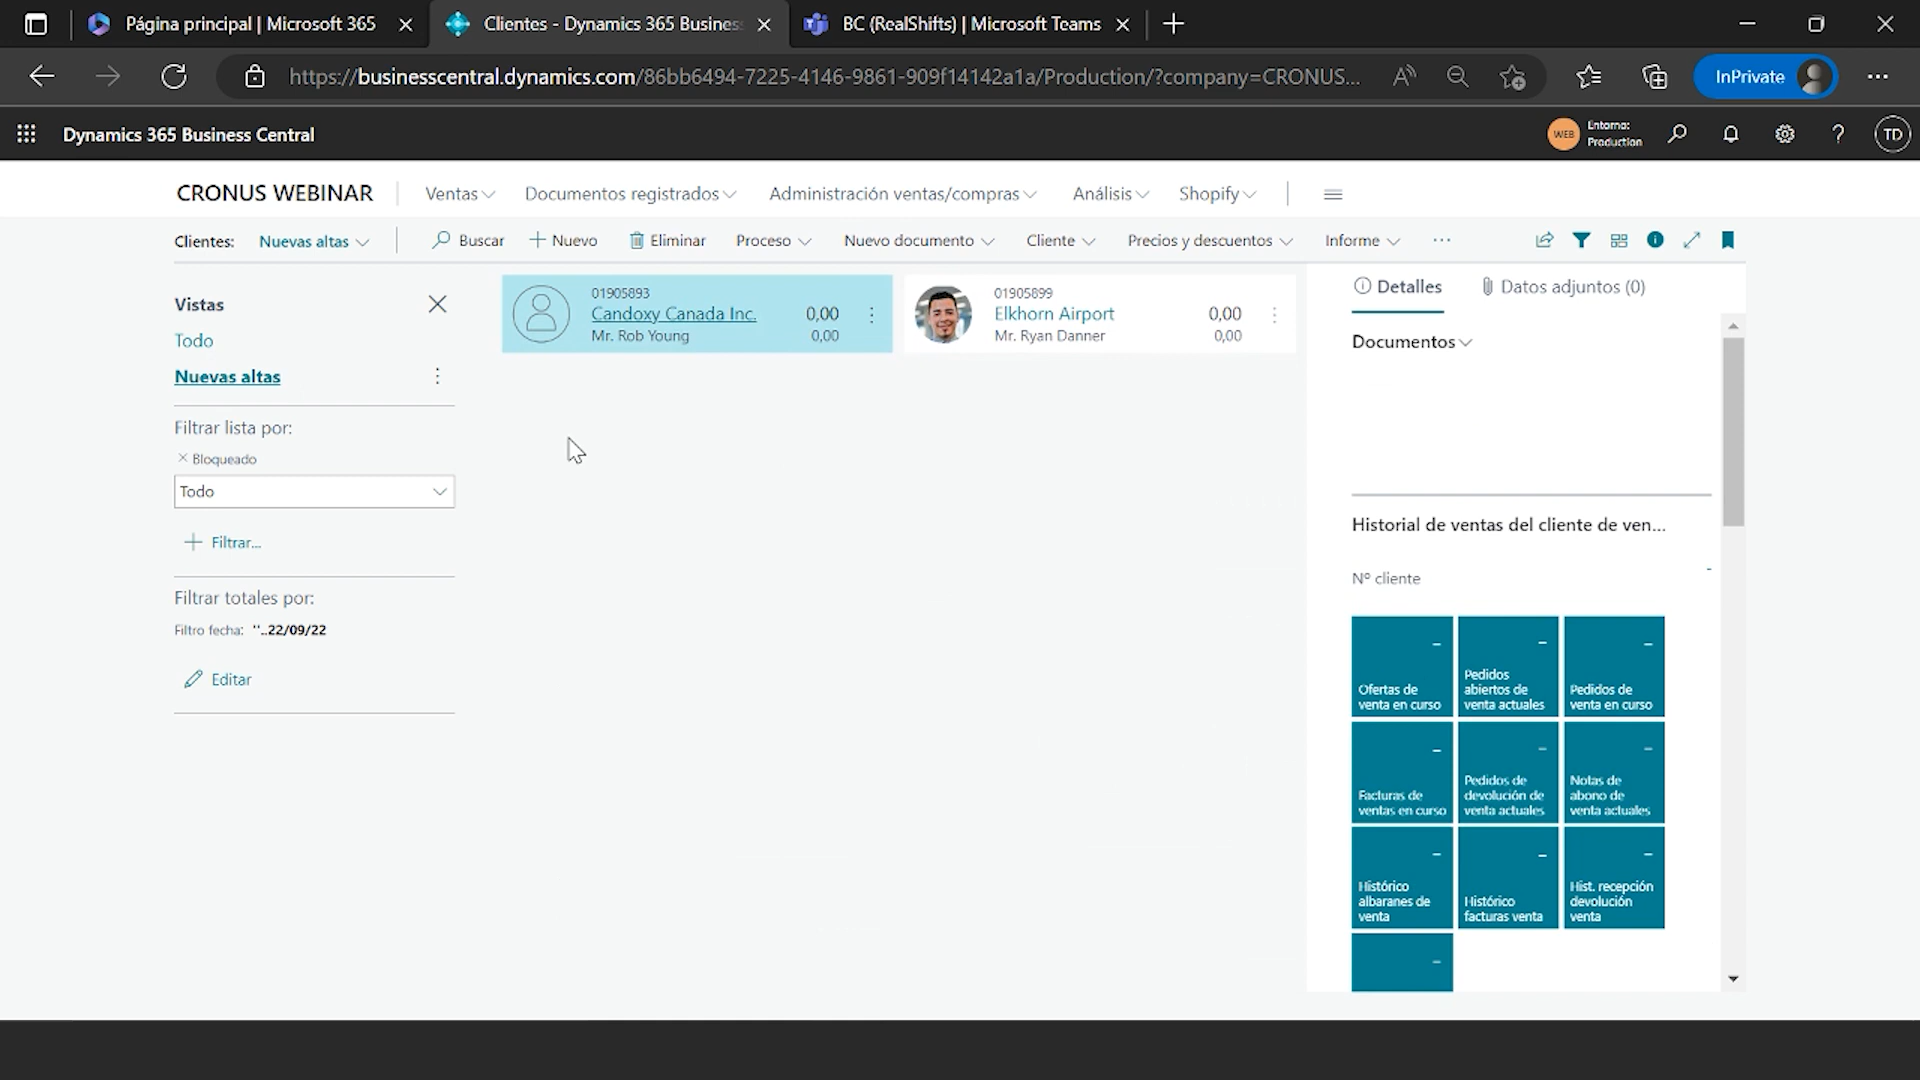 Página principal | Microsoft 365
Clientes - Dynamics 365 Business
BC (RealShifts) | Microsoft Teams
https://businesscentral.dynamics.com/86bb6494-7225-4146-9861-909f14142a1a/Production/?company=CRONUS...
InPrivate
Dynamics 365 Business Central
WEB
Entorno:
Production
?
TD
CRONUS WEBINAR
Ventas
Documentos registrados
Administración ventas/compras
Análisis
Shopify
Clientes:
Nuevas altas
Buscar
Nuevo
Eliminar
Proceso
Nuevo documento
Cliente
Precios y descuentos
Informe
Vistas
Todo
Nuevas altas
Filtrar lista por:
Bloqueado
Todo
Filtrar...
Filtrar totales por:
Filtro fecha: ''..22/09/22
Editar
01905893
Candoxy Canada Inc. 0,00
Mr. Rob Young 0,00
01905899
Elkhorn Airport 0,00
Mr. Ryan Danner 0,00
Detalles
Datos adjuntos (0)
Documentos
Historial de ventas del cliente de ven...
Nº cliente
Ofertas de
venta en curso
Pedidos
abiertos de
venta actuales
Pedidos de
venta en curso
Facturas de
ventas en curso
Pedidos de
devolución de
venta actuales
Notas de
abono de
venta actuales
Histórico
albaranes de
venta
Histórico
facturas venta
Hist. recepción
devolución
venta